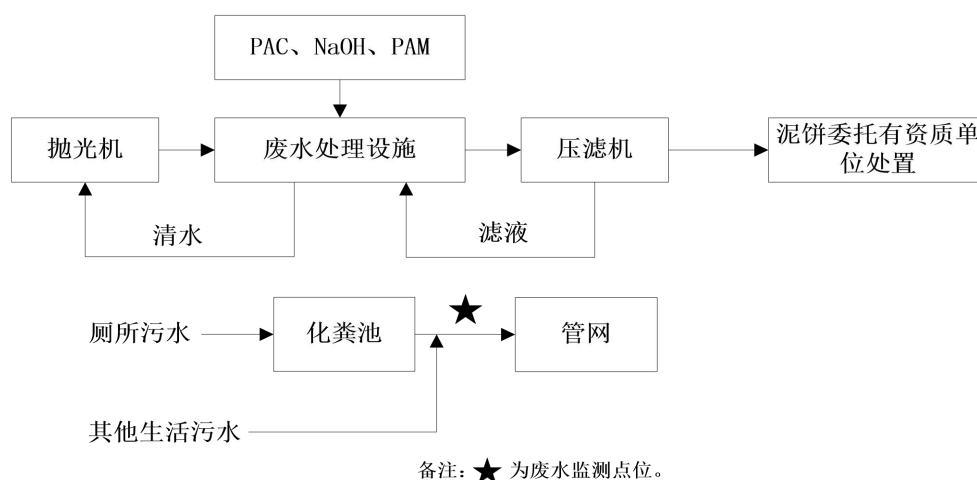 PAC、NaOH、PAM
抛光机
废水处理设施
压滤机
泥饼委托有资质单
位处置
清水
滤液
厕所污水
化粪池
管网
其他生活污水
备注：★为废水监测点位。